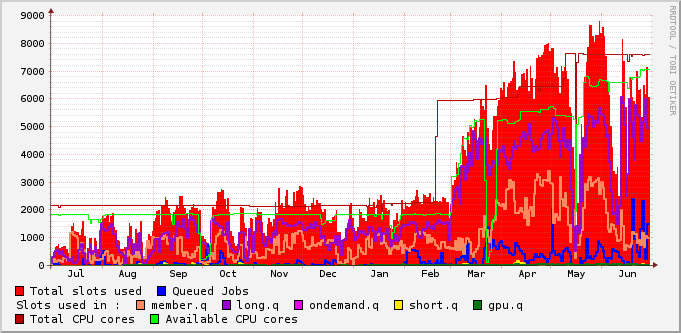 9000
8000
7000
6000
5000
4000
3000
2000
1000
0
Jul Aug Sep Oct Nov Dec Jan Feb Mar Apr May Jun
RRDTOOL / TOBI OETIKER
Total slots used Queued Jobs
Slots used in : member.q long.q ondemand.q short.q gpu.q
Total CPU cores Available CPU cores